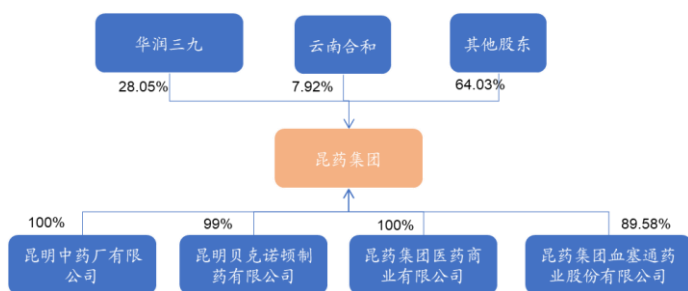 华润三九
云南合和
其他股东
28.05%
7.92%
64.03%
昆药集团
100%
99%
100%
89.58%
昆明中药厂有限
公司
昆明贝克诺顿制
药有限公司
昆药集团医药商
业有限公司
昆药集团血塞通药
业股份有限公司